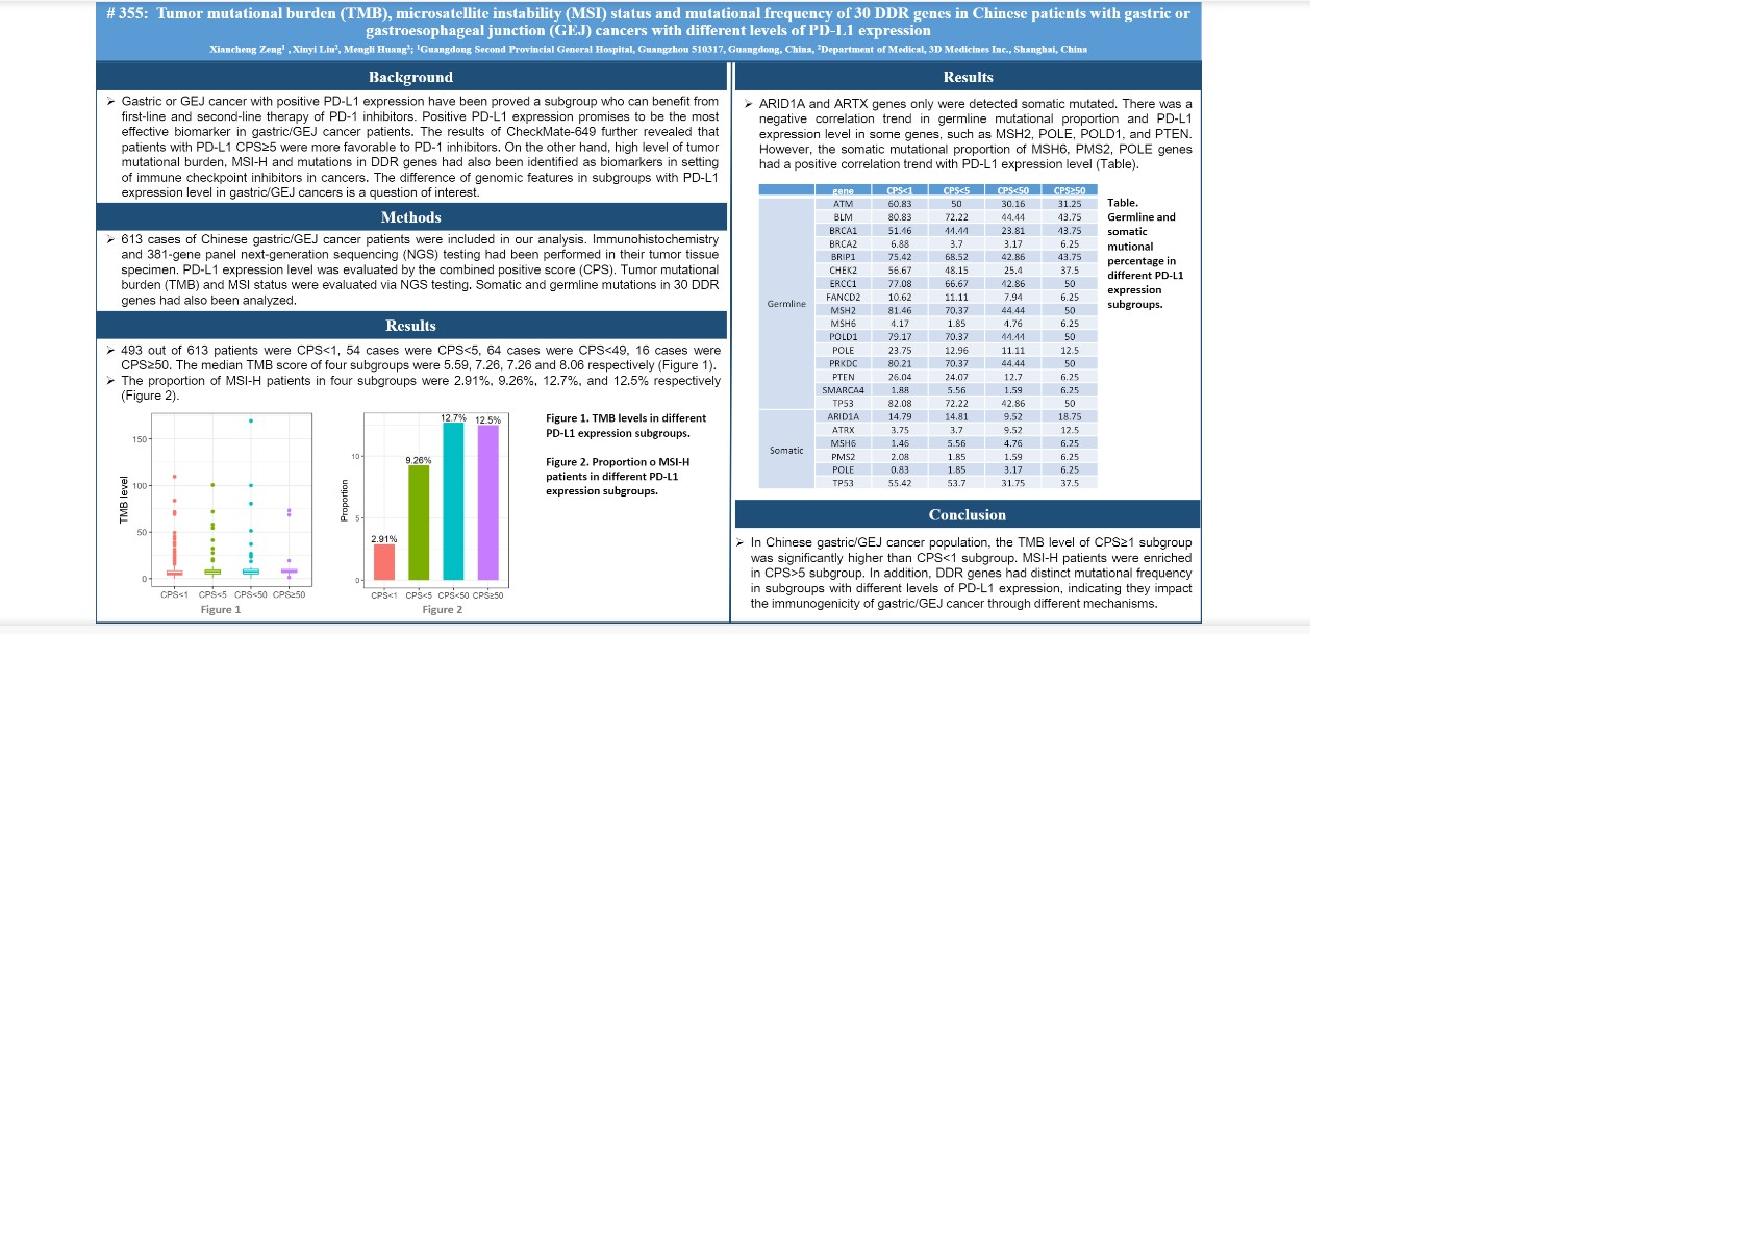 # 355: Tumor mutational burden (TMB), microsatellite instability (MSI) status and mutational frequency of 30 DDR genes in Chinese patients with gastric or
gastroesophageal junction (GEJ) cancers with different levels of PD-L1 expression
Xiancheng Zeng¹ , Xinyi Liu², Mengli Huang²; ¹Guangdong Second Provincial General Hospital, Guangzhou 510317, Guangdong, China, ²Department of Medical, 3D Medicines Inc., Shanghai, China
Background
➢ Gastric or GEJ cancer with positive PD-L1 expression have been proved a subgroup who can benefit from
first-line and second-line therapy of PD-1 inhibitors. Positive PD-L1 expression promises to be the most
effective biomarker in gastric/GEJ cancer patients. The results of CheckMate-649 further revealed that
patients with PD-L1 CPS≥5 were more favorable to PD-1 inhibitors. On the other hand, high level of tumor
mutational burden, MSI-H and mutations in DDR genes had also been identified as biomarkers in setting
of immune checkpoint inhibitors in cancers. The difference of genomic features in subgroups with PD-L1
expression level in gastric/GEJ cancers is a question of interest.
Methods
➢ 613 cases of Chinese gastric/GEJ cancer patients were included in our analysis. Immunohistochemistry
and 381-gene panel next-generation sequencing (NGS) testing had been performed in their tumor tissue
specimen. PD-L1 expression level was evaluated by the combined positive score (CPS). Tumor mutational
burden (TMB) and MSI status were evaluated via NGS testing. Somatic and germline mutations in 30 DDR
genes had also been analyzed.
Results
➢ 493 out of 613 patients were CPS<1, 54 cases were CPS<5, 64 cases were CPS<49, 16 cases were
CPS≥50. The median TMB score of four subgroups were 5.59, 7.26, 7.26 and 8.06 respectively (Figure 1).
➢ The proportion of MSI-H patients in four subgroups were 2.91%, 9.26%, 12.7%, and 12.5% respectively
(Figure 2).
TMB level
150
100
50
0
CPS<1 CPS<5 CPS<50 CPS≥50
Figure 1
Proportion
10
5
0
2.91% 9.26% 12.7% 12.5%
CPS<1 CPS<5 CPS<50 CPS≥50
Figure 2
Figure 1. TMB levels in different
PD-L1 expression subgroups.
Figure 2. Proportion o MSI-H
patients in different PD-L1
expression subgroups.
Results
➢ ARID1A and ARTX genes only were detected somatic mutated. There was a
negative correlation trend in germline mutational proportion and PD-L1
expression level in some genes, such as MSH2, POLE, POLD1, and PTEN.
However, the somatic mutational proportion of MSH6, PMS2, POLE genes
had a positive correlation trend with PD-L1 expression level (Table).
gene CPS<1 CPS<5 CPS<50 CPS≥50
Germline
ATM 60.83 50 30.16 31.25
BLM 80.83 72.22 44.44 43.75
BRCA1 51.46 44.44 23.81 43.75
BRCA2 6.88 3.7 3.17 6.25
BRIP1 75.42 68.52 42.86 43.75
CHEK2 56.67 48.15 25.4 37.5
ERCC1 77.08 66.67 42.86 50
FANCD2 10.62 11.11 7.94 6.25
MSH2 81.46 70.37 44.44 50
MSH6 4.17 1.85 4.76 6.25
POLD1 79.17 70.37 44.44 50
POLE 23.75 12.96 11.11 12.5
PRKDC 80.21 70.37 44.44 50
PTEN 26.04 24.07 12.7 6.25
SMARCA4 1.88 5.56 1.59 6.25
TP53 82.08 72.22 42.86 50
Somatic
ARID1A 14.79 14.81 9.52 18.75
ATRX 3.75 3.7 9.52 12.5
MSH6 1.46 5.56 4.76 6.25
PMS2 2.08 1.85 1.59 6.25
POLE 0.83 1.85 3.17 6.25
TP53 55.42 53.7 31.75 37.5
Table.
Germline and
somatic
mutional
percentage in
different PD-L1
expression
subgroups.
Conclusion
➢ In Chinese gastric/GEJ cancer population, the TMB level of CPS≥1 subgroup
was significantly higher than CPS<1 subgroup. MSI-H patients were enriched
in CPS>5 subgroup. In addition, DDR genes had distinct mutational frequency
in subgroups with different levels of PD-L1 expression, indicating they impact
the immunogenicity of gastric/GEJ cancer through different mechanisms.